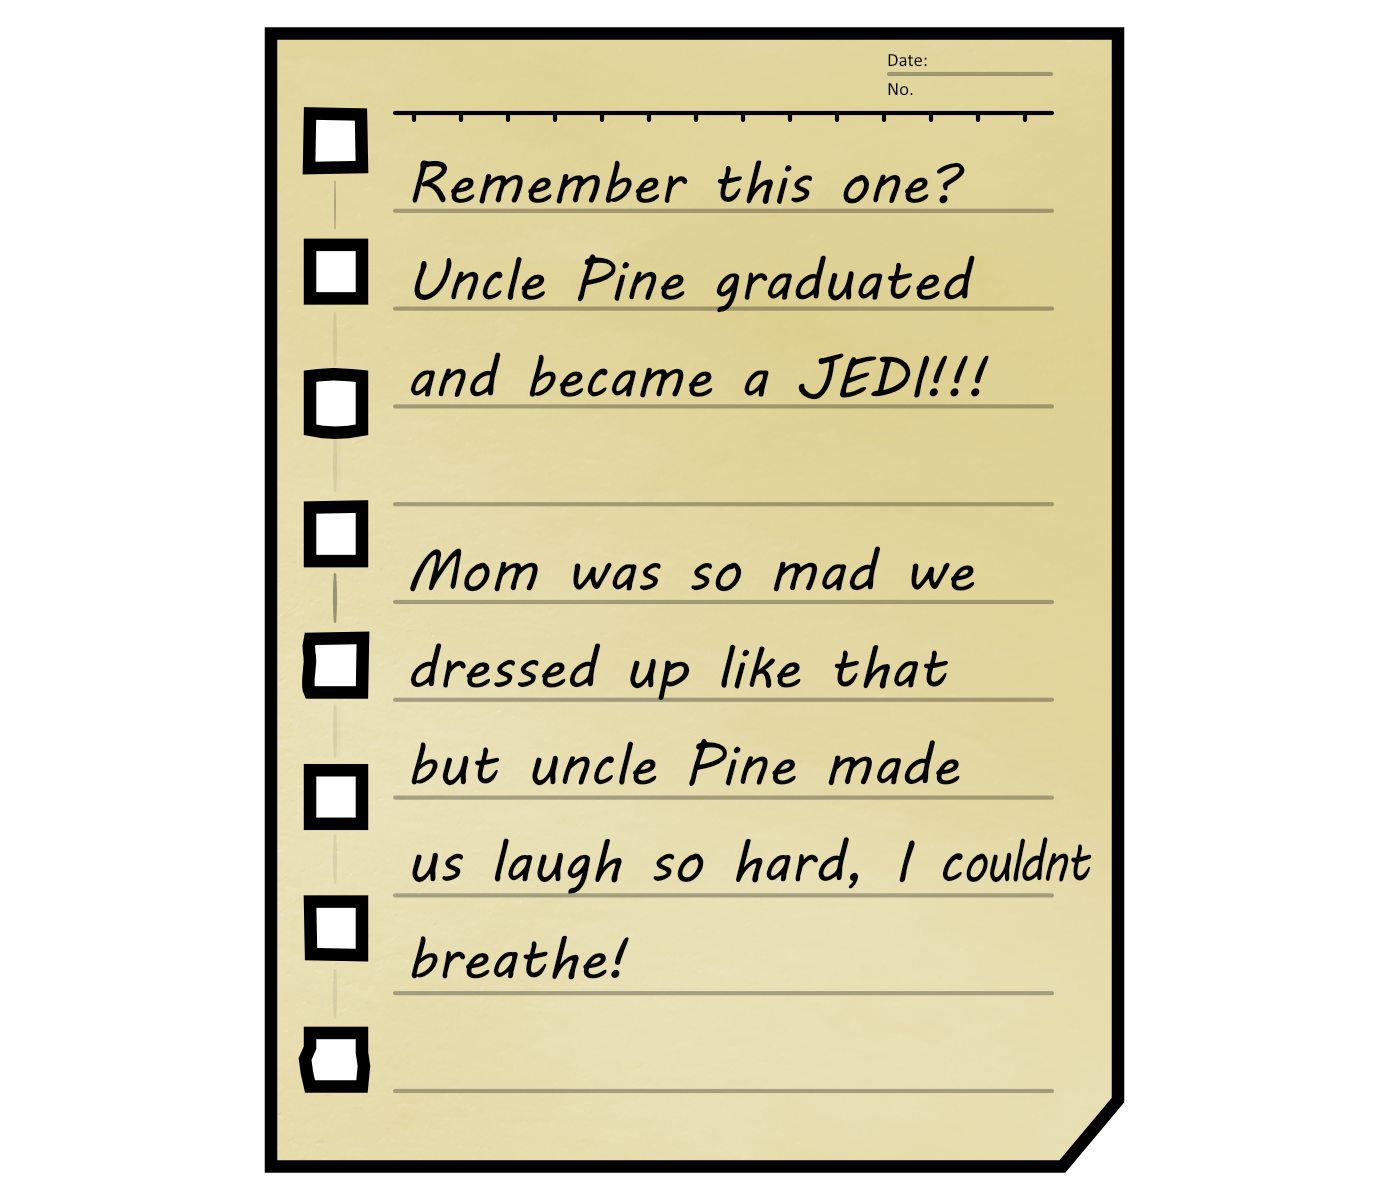 Date:
No.
Remember this one?
Uncle Pine graduated
and became a JEDI!!!
Mom was so mad we
dressed up like that
but uncle Pine made
us laugh so hard, I couldnt
breathe!